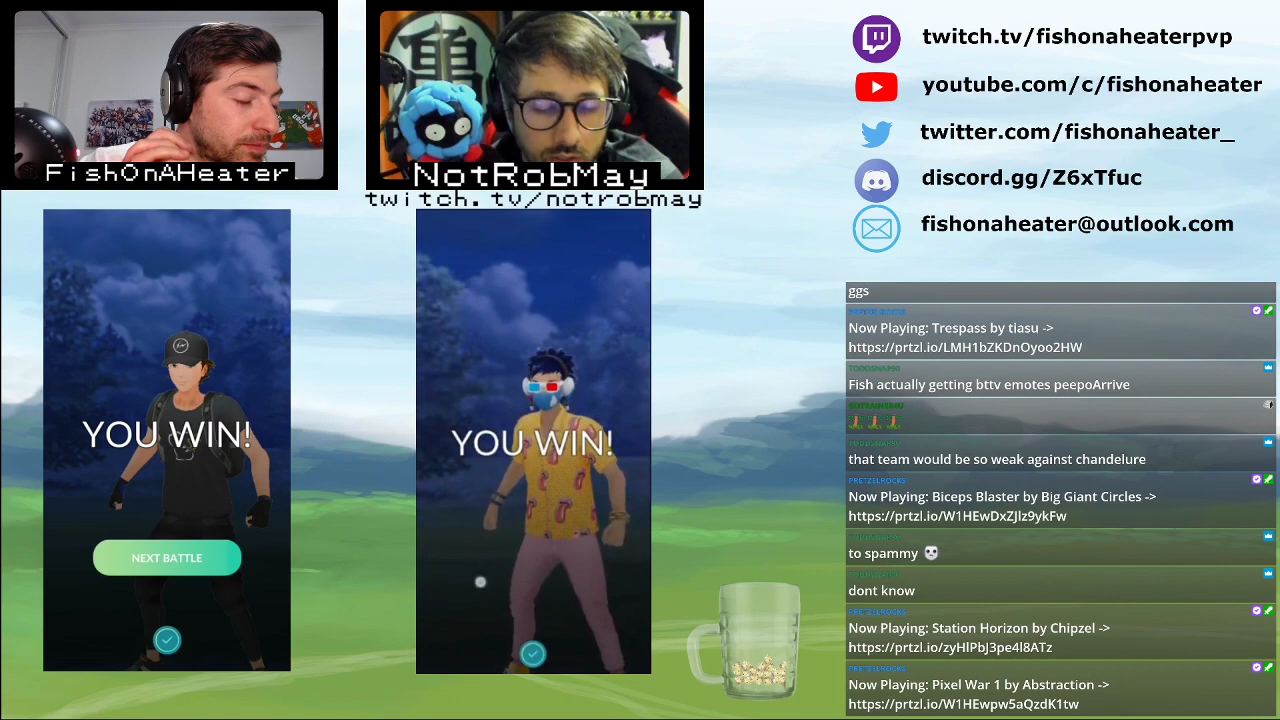 FishOnAHeater
NotRobMay
twitch.tv/notrobmay
YOU WIN!
NEXT BATTLE
YOU WIN!
twitch.tv/fishonaheaterpvp
youtube.com/c/fishonaheater
twitter.com/fishonaheater_
discord.gg/Z6xTfuc
fishonaheater@outlook.com
ggs
Now Playing: Trespass by tiasu ->
https://prtzl.io/LMH1bZKDnOyoo2HW
Fish actually getting bttv emotes peepoArrive
that team would be so weak against chandelure
PRETZELROCKS
Now Playing: Biceps Blaster by Big Giant Circles ->
https://prtzl.io/W1HEwDxZJlz9ykFw
to spammy
dont know
PRETZELROCKS
Now Playing: Station Horizon by Chipzel ->
https://prtzl.io/zyHlPbJ3pe4l8ATz
PRETZELROCKS
Now Playing: Pixel War 1 by Abstraction ->
https://prtzl.io/W1HEwpw5aQzdK1tw